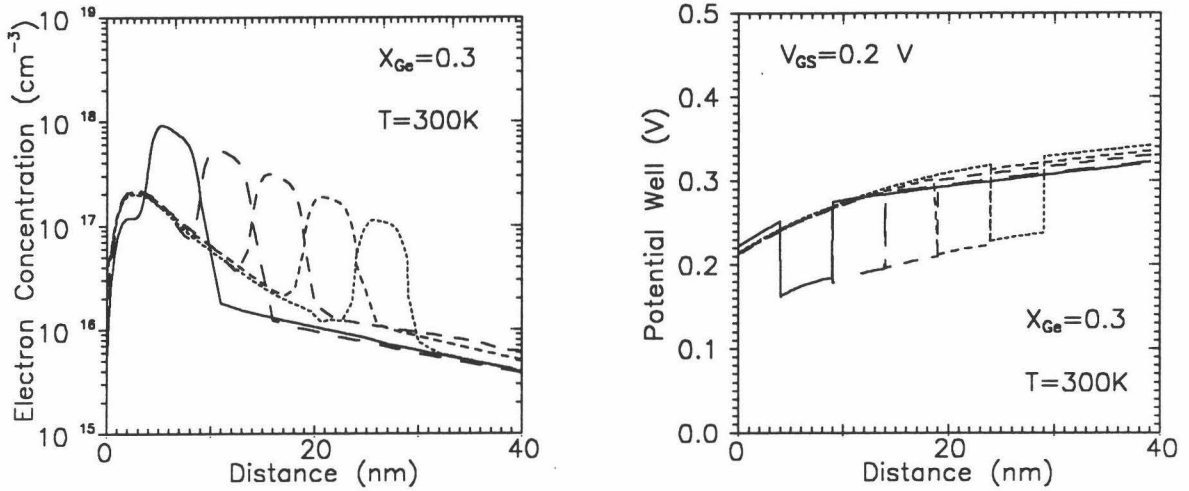 Electron Concentration (cm⁻³)
10 19
10 18
10 17
10 16
10 15
X_Ge=0.3
T=300K
0 10 20 30 40
Distance (nm)
Potential Well (V)
0.5
0.4
0.3
0.2
0.1
0.0
V_GS=0.2 V
X_Ge=0.3
T=300K
0 10 20 30 40
Distance (nm)